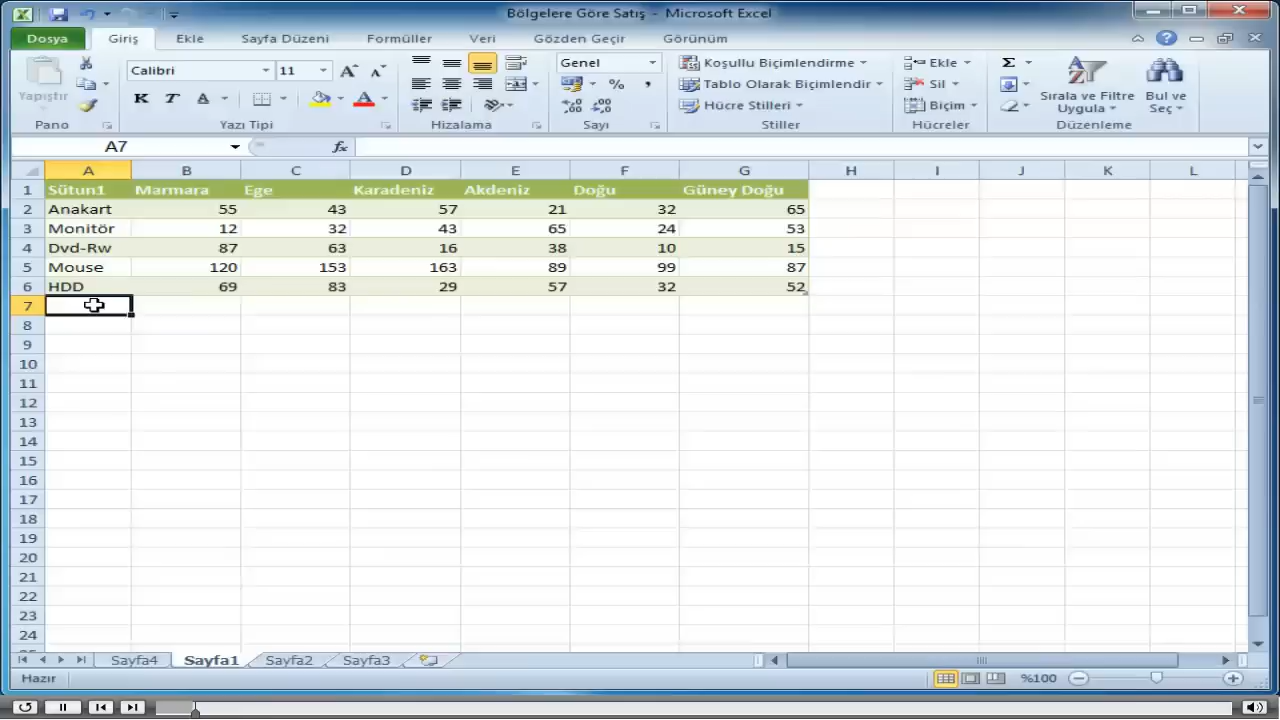 Bölgelere Göre Satış - Microsoft Excel
Dosya Giriş Ekle Sayfa Düzeni Formüller Veri Gözden Geçir Görünüm
Yapıştır
Calibri 11
K T A
A A
A
Genel
% ,
Koşullu Biçimlendirme
Tablo Olarak Biçimlendir
Hücre Stilleri
Ekle
Sil
Biçim
Σ
Sırala ve Filtre Uygula
Bul ve Seç
Pano Yazı Tipi Hizalama Sayı Stiller Hücreler Düzenleme
A7 fx
A B C D E F G H I J K L
1 Sütun1 Marmara Ege Karadeniz Akdeniz Doğu Güney Doğu
2 Anakart 55 43 57 21 32 65
3 Monitör 12 32 43 65 24 53
4 Dvd-Rw 87 63 16 38 10 15
5 Mouse 120 153 163 89 99 87
6 HDD 69 83 29 57 32 52
7
8
9
10
11
12
13
14
15
16
17
18
19
20
21
22
23
24
Sayfa4 Sayfa1 Sayfa2 Sayfa3
Hazır %100